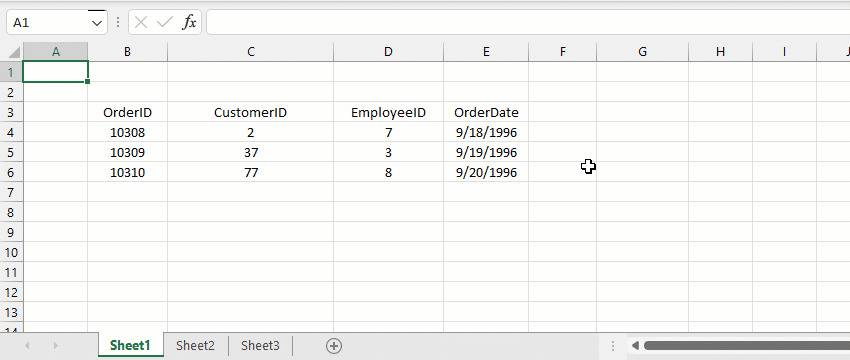 A1 fx
A B C D E F G H I J
1
2
3 OrderID CustomerID EmployeeID OrderDate
4 10308 2 7 9/18/1996
5 10309 37 3 9/19/1996
6 10310 77 8 9/20/1996
7
8
9
10
11
12
13
14
Sheet1 Sheet2 Sheet3